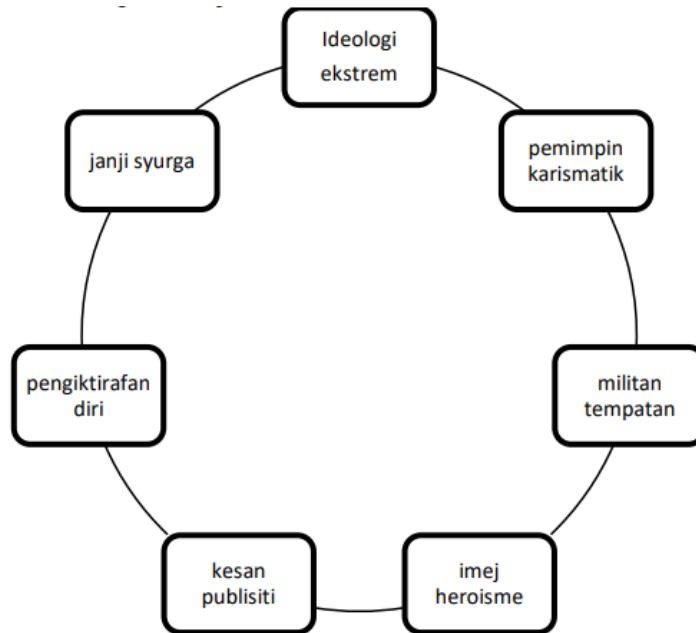 Ideologi
ekstrem
pemimpin
karismatik
militan
tempatan
imej
heroisme
kesan
publisiti
pengiktirafan
diri
janji syurga